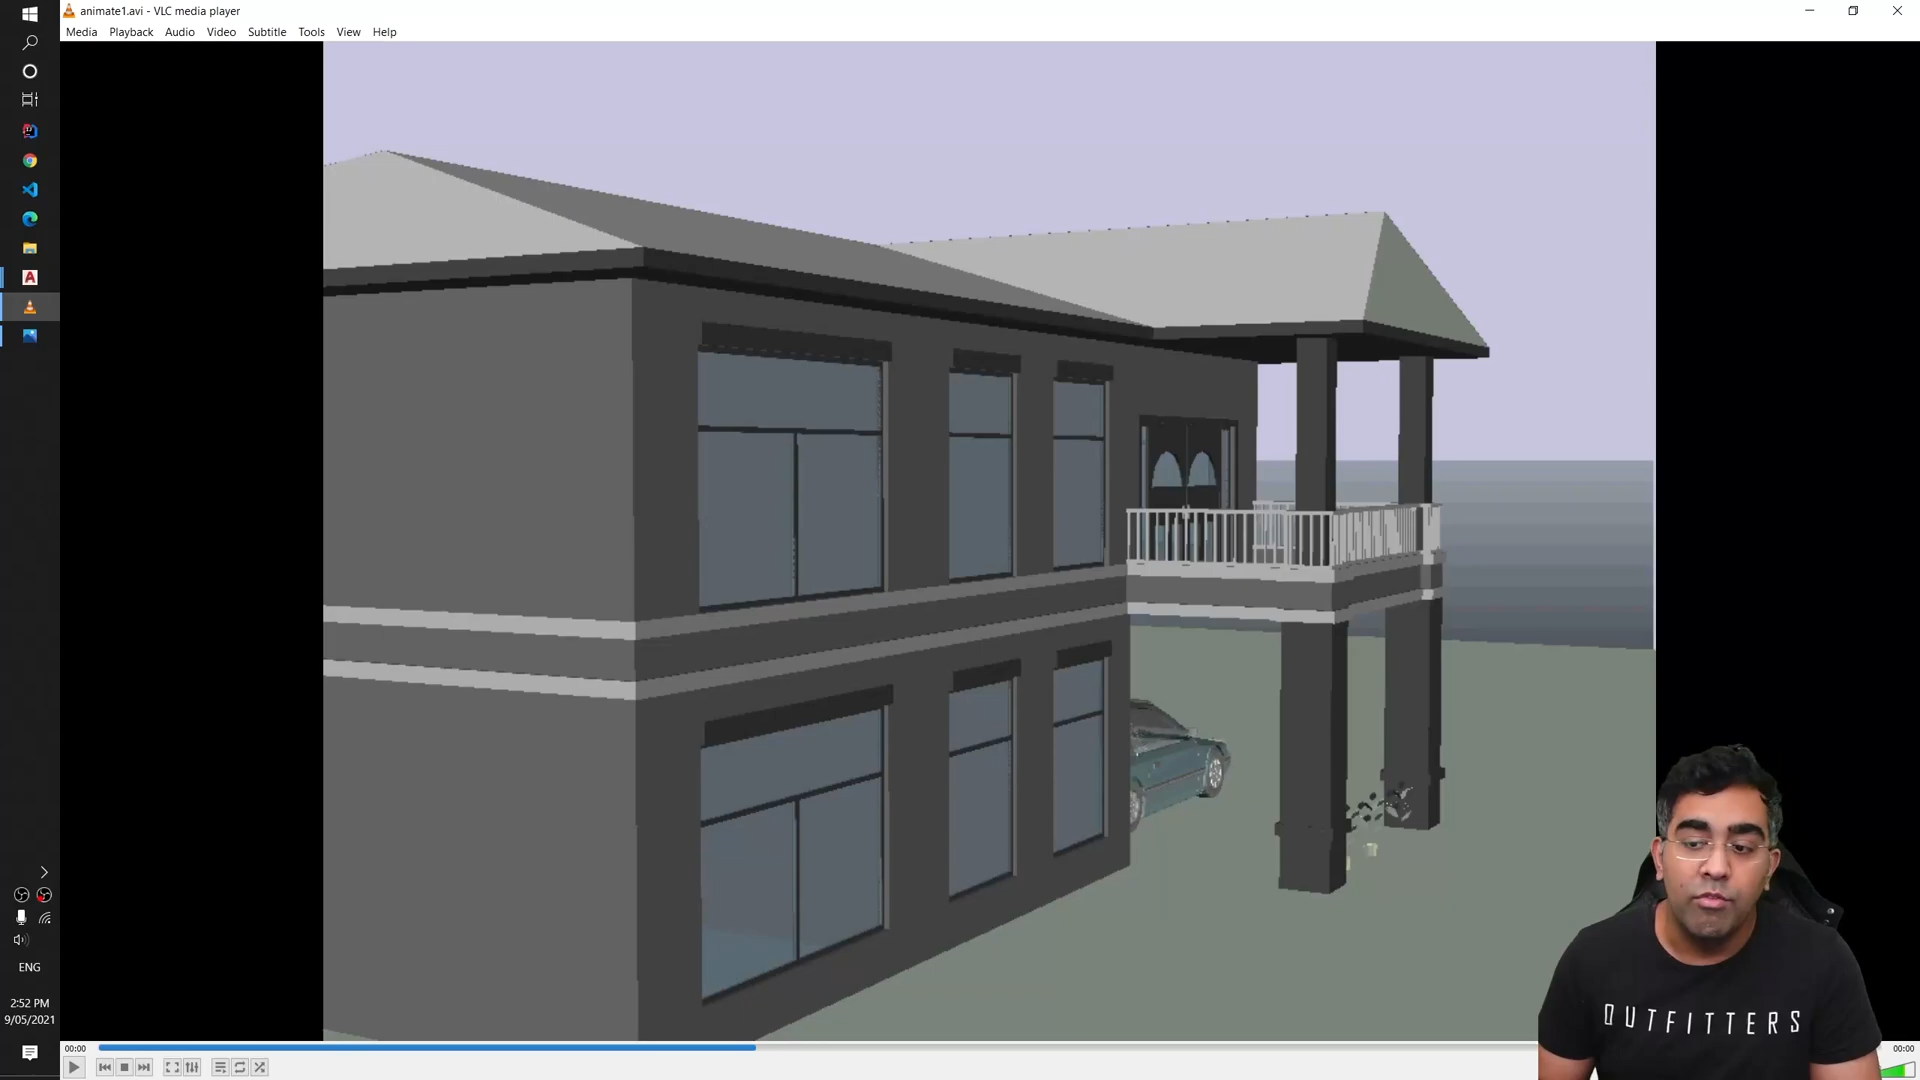 animate1.avi - VLC media player
Media Playback Audio Video Subtitle Tools View Help
ENG
2:52 PM
9/05/2021
00:00
00:00
OUTFITTERS